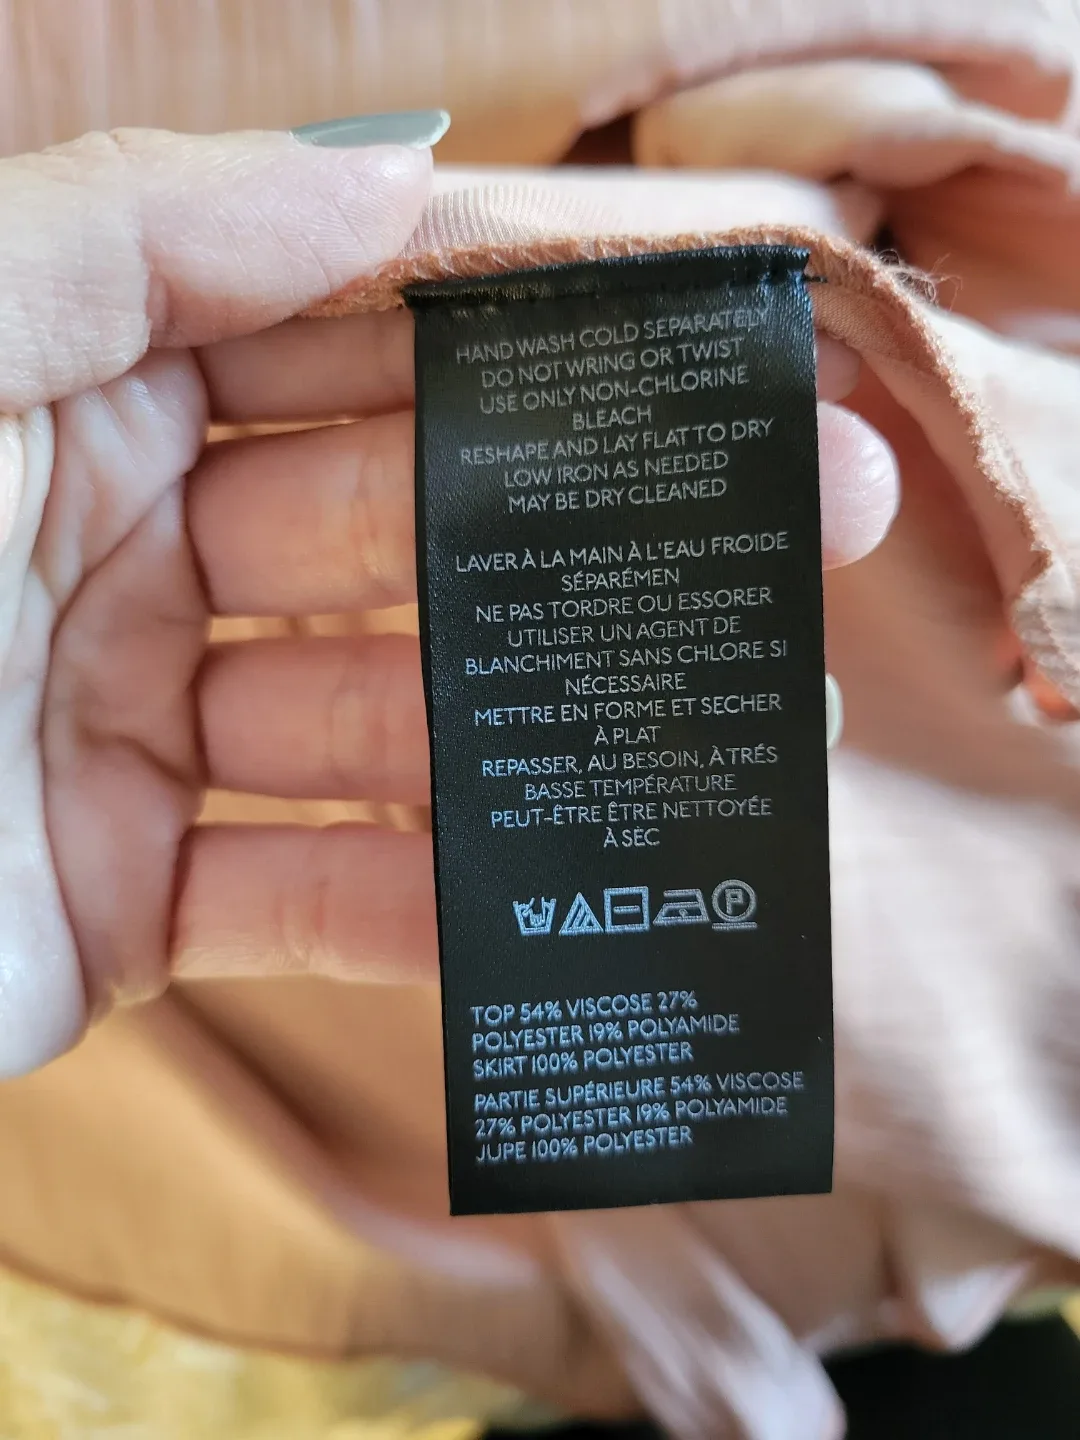 HAND WASH COLD SEPARATELY
DO NOT WRING OR TWIST
USE ONLY NON-CHLORINE
BLEACH
RESHAPE AND LAY FLAT TO DRY
LOW IRON AS NEEDED
MAY BE DRY CLEANED
LAVER À LA MAIN À L'EAU FROIDE
SÉPARÉMEN
NE PAS TORDRE OU ESSORER
UTILISER UN AGENT DE
BLANCHIMENT SANS CHLORE SI
NÉCESSAIRE
METTRE EN FORME ET SECHER
À PLAT
REPASSER, AU BESOIN, À TRÉS
BASSE TEMPÉRATURE
PEUT-ÊTRE ÊTRE NETTOYÉE
À SÈC
P
TOP 54% VISCOSE 27%
POLYESTER 19% POLYAMIDE
SKIRT 100% POLYESTER
PARTIE SUPÉRIEURE 54% VISCOSE
27% POLYESTER 19% POLYAMIDE
JUPE 100% POLYESTER